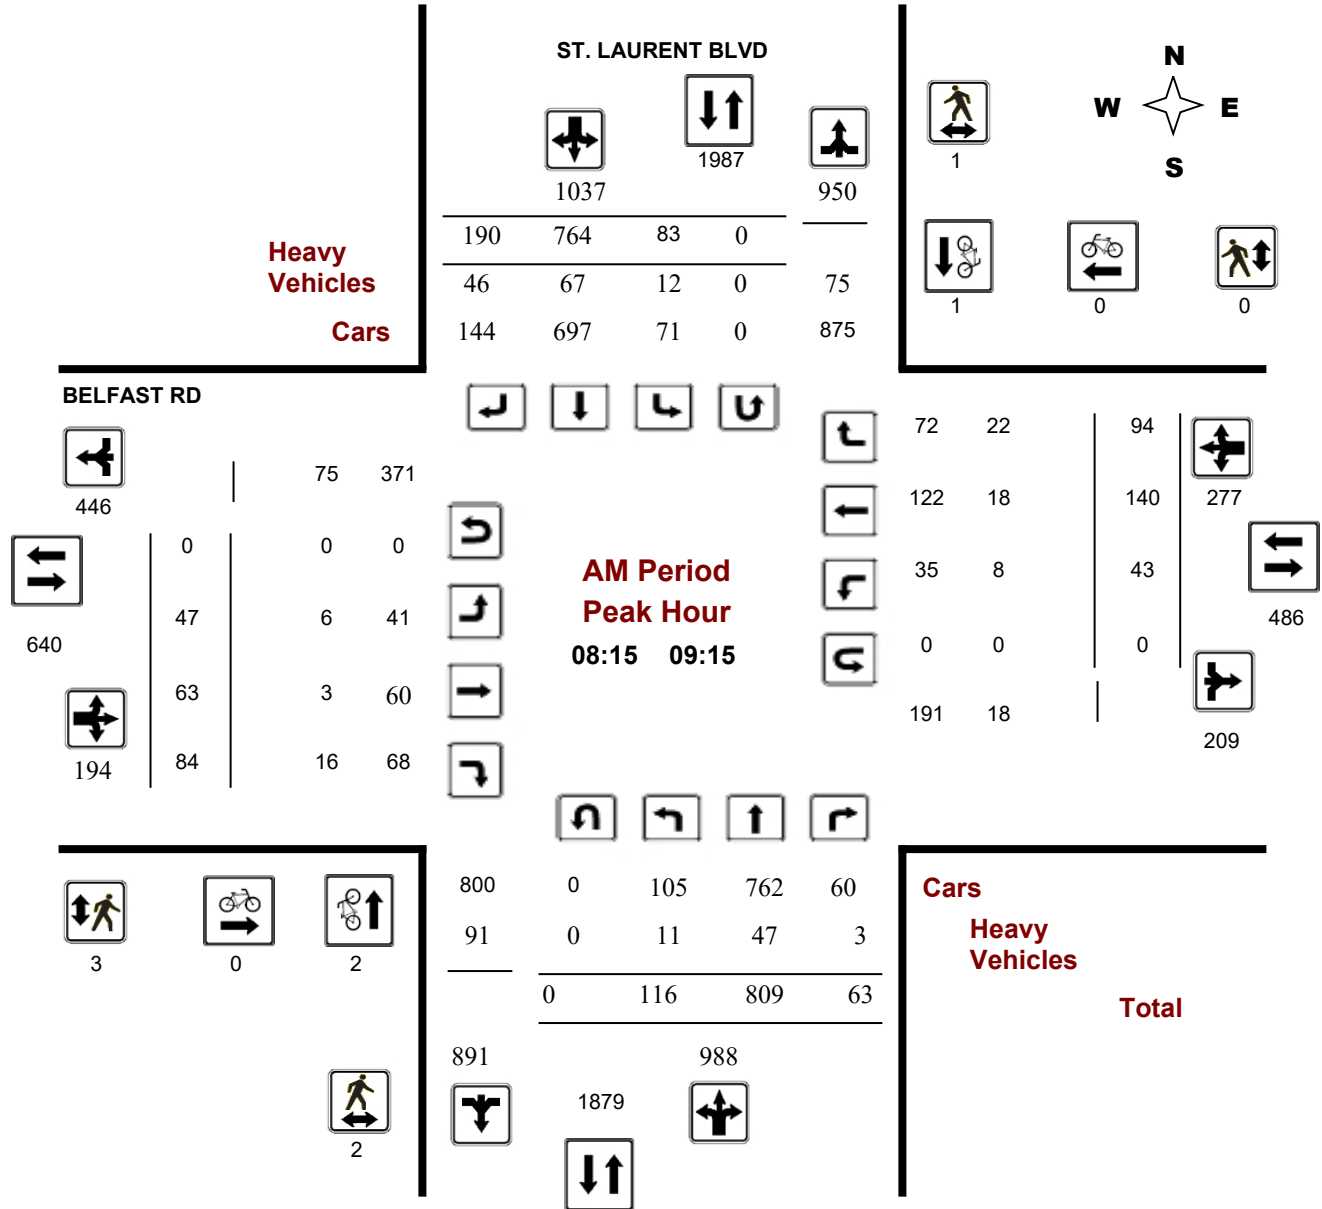 ST. LAURENT BLVD
N
W E
S
1987
1
1037 950
190 764 83 0
Heavy
Vehicles
46 67 12 0 75
1 0 0
Cars 144 697 71 0 875
BELFAST RD
72 22 94
75 371
446
122 18 140 277
0 0 0
AM Period
35 8 43
Peak Hour
47 6 41
486
640
08:15 09:15
0 0 0
63 3 60
191 18
209
194 84 16 68
800 0 105 762 60 Cars
91 0 11 47 3 Heavy
Vehicles
3 0 2
0 116 809 63 Total
891 988
1879
2